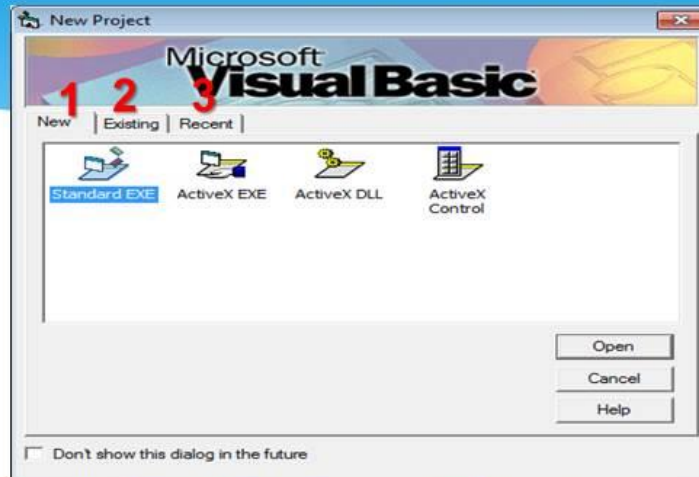 New Project
Microsoft
Visual Basic
1 2 3
New Existing Recent
Standard EXE ActiveX EXE ActiveX DLL ActiveX Control
Open
Cancel
Help
Don't show this dialog in the future